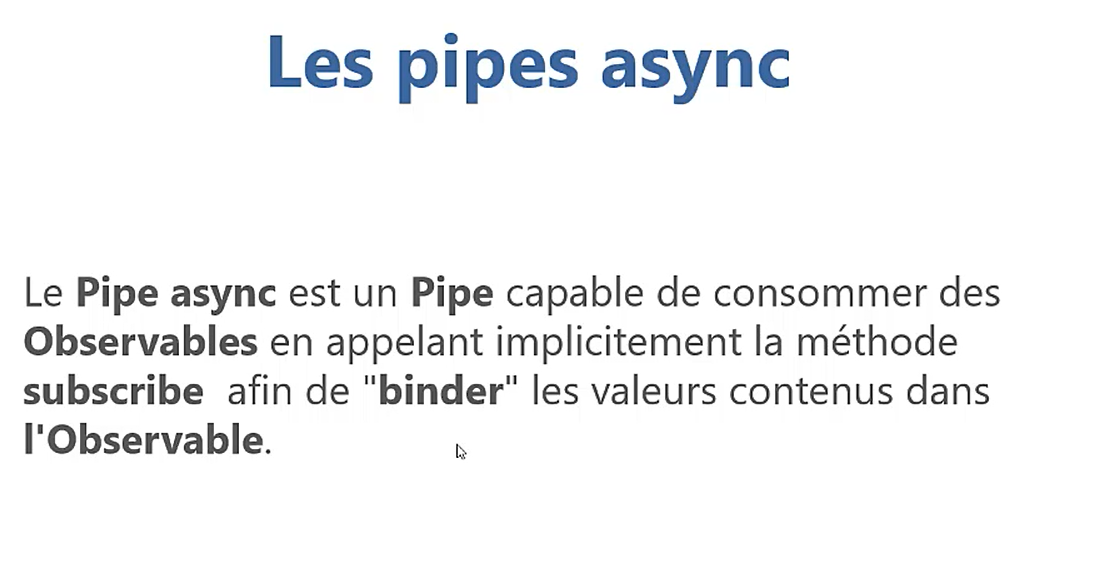 Les pipes async
Le Pipe async est un Pipe capable de consommer des
Observables en appelant implicitement la méthode
subscribe  afin de "binder" les valeurs contenus dans
l'Observable.